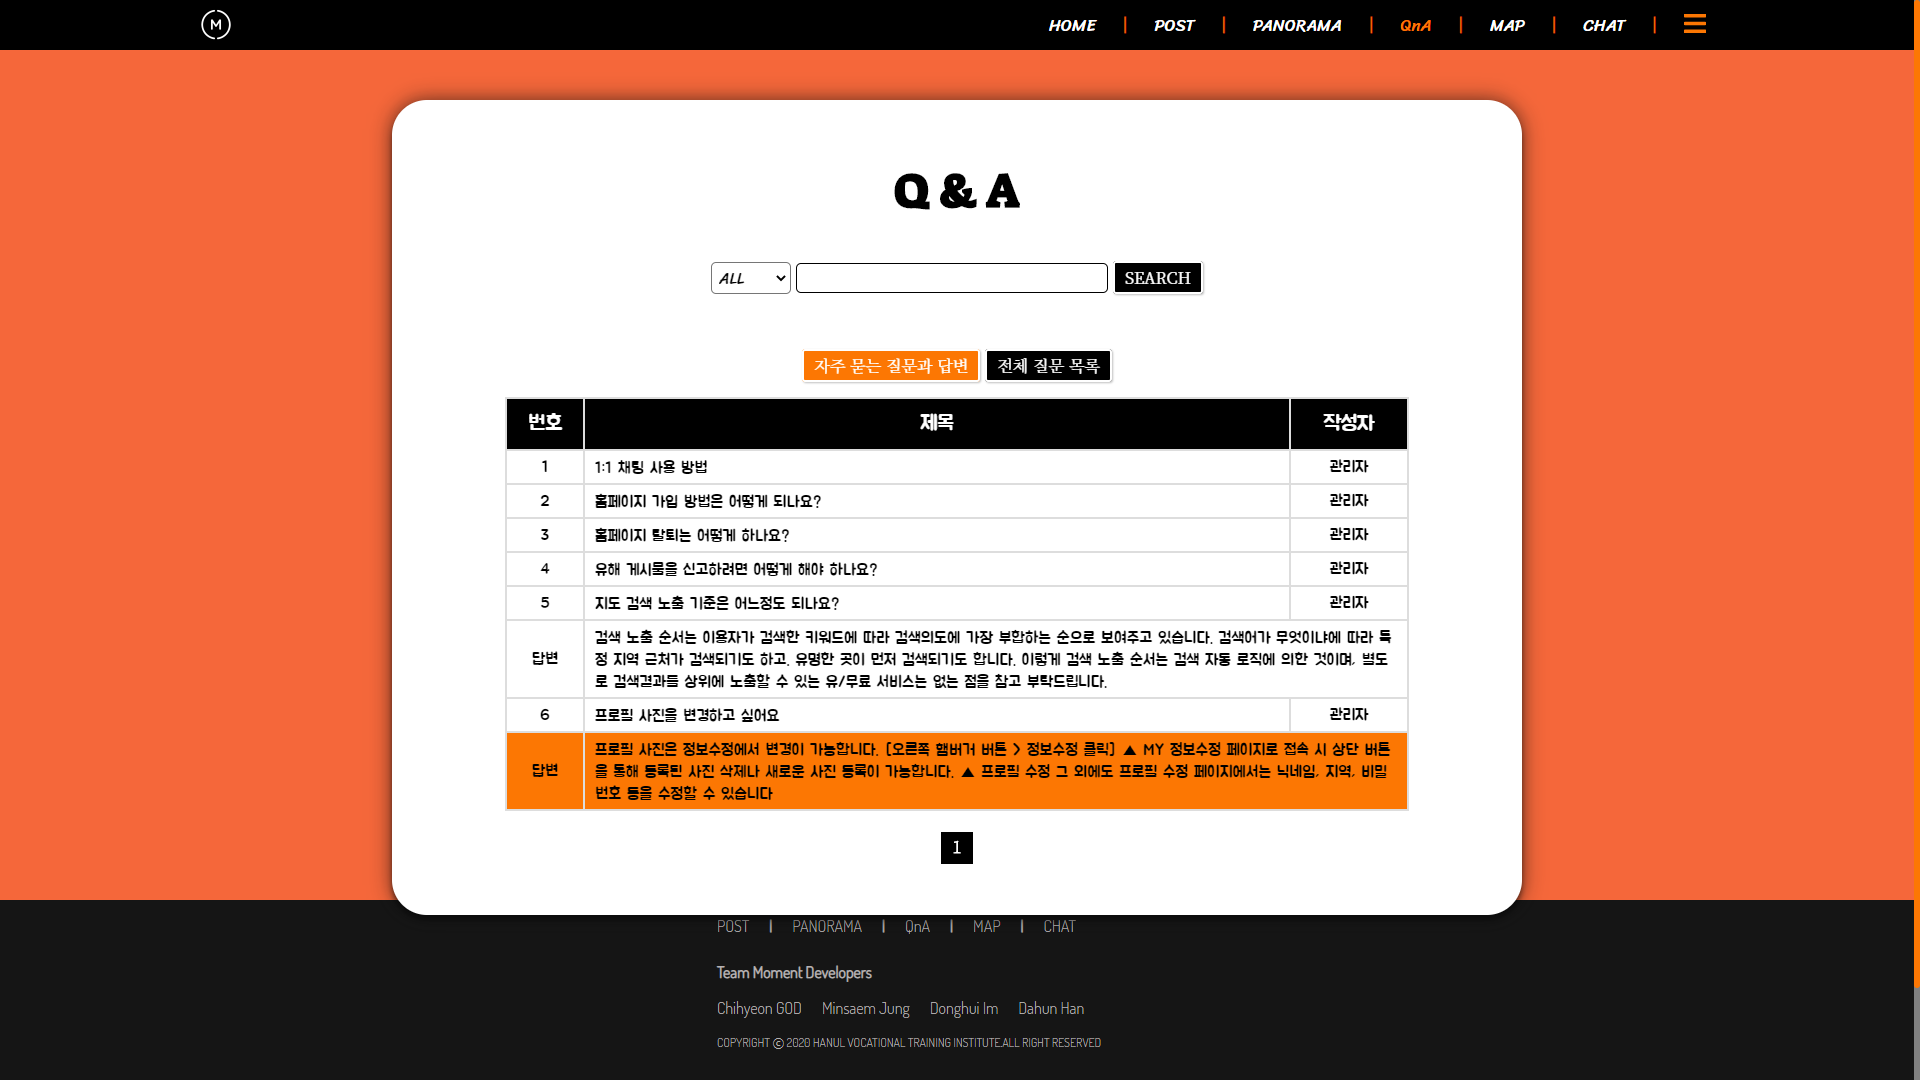 M
HOME | POST | PANORAMA | QnA | MAP | CHAT |
Q & A
ALL SEARCH
자주 묻는 질문과 답변 전체 질문 목록
번호 제목 작성자
1 1:1 채팅 사용 방법 관리자
2 홈페이지 가입 방법은 어떻게 되나요? 관리자
3 홈페이지 탈퇴는 어떻게 하나요? 관리자
4 유해 게시물을 신고하려면 어떻게 해야 하나요? 관리자
5 지도 검색 노출 기준은 어느정도 되나요? 관리자
답변
검색 노출 순서는 이용자가 검색한 키워드에 따라 검색의도에 가장 부합하는 순으로 보여주고 있습니다. 검색어가 무엇이냐에 따라 특
정 지역 근처가 검색되기도 하고, 유명한 곳이 먼저 검색되기도 합니다. 이렇게 검색 노출 순서는 검색 자동 로직에 의한 것이며, 별도
로 검색결과를 상위에 노출할 수 있는 유/무료 서비스는 없는 점을 참고 부탁드립니다.
6 프로필 사진을 변경하고 싶어요 관리자
답변
프로필 사진은 정보수정에서 변경이 가능합니다. [오른쪽 햄버거 버튼 > 정보수정 클릭] ▲ MY 정보수정 페이지로 접속 시 상단 버튼
을 통해 등록된 사진 삭제나 새로운 사진 등록이 가능합니다. ▲ 프로필 수정 그 외에도 프로필 수정 페이지에서는 닉네임, 지역, 비밀
번호 등을 수정할 수 있습니다
1
POST | PANORAMA | QnA | MAP | CHAT
Team Moment Developers
Chihyeon GOD Minsaem Jung Donghui Im Dahun Han
COPYRIGHT ⓒ 2020 HANUL VOCATIONAL TRAINING INSTITUTE.ALL RIGHT RESERVED